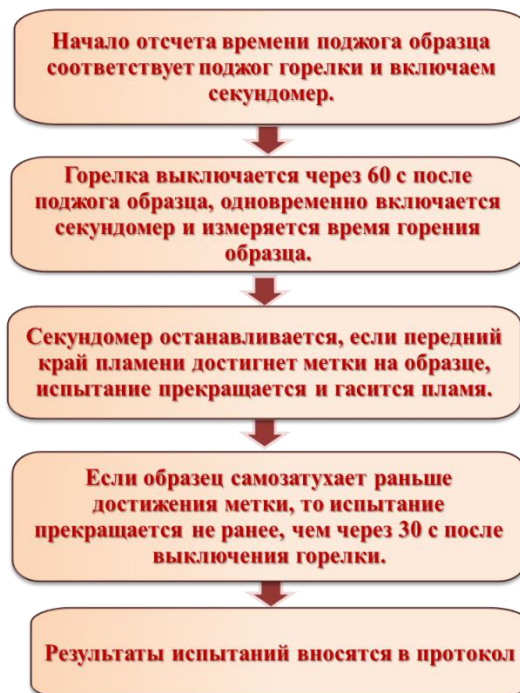 Начало отсчета времени поджога образца
соответствует поджог горелки и включаем
секундомер.
Горелка выключается через 60 с после
поджога образца, одновременно включается
секундомер и измеряется время горения
образца.
Секундомер останавливается, если передний
край пламени достигнет метки на образце,
испытание прекращается и гасится пламя.
Если образец самозатухает раньше
достижения метки, то испытание
прекращается не ранее, чем через 30 с после
выключения горелки.
Результаты испытаний вносятся в протокол